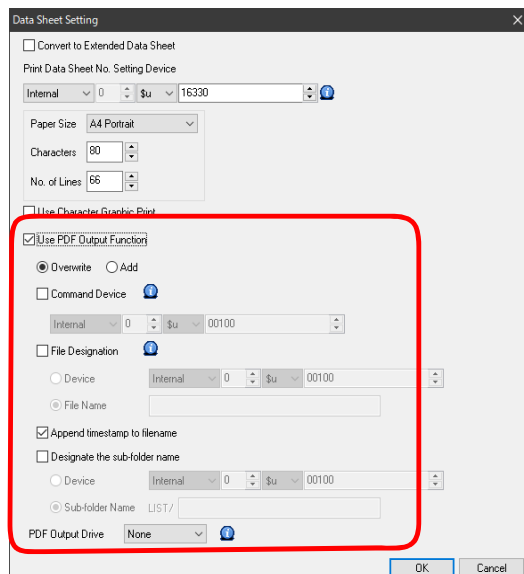 Data Sheet Setting
Convert to Extended Data Sheet
Print Data Sheet No. Setting Device
Internal 0 $u 16330
Paper Size A4 Portrait
Characters 80
No. of Lines 66
Use Character Graphic Print
Use PDF Output Function
Overwrite Add
Command Device
Internal 0 $u 00100
File Designation
Device Internal 0 $u 00100
File Name
Append timestamp to filename
Designate the sub-folder name
Device Internal 0 $u 00100
Sub-folder Name LIST/
PDF Output Drive None
OK Cancel